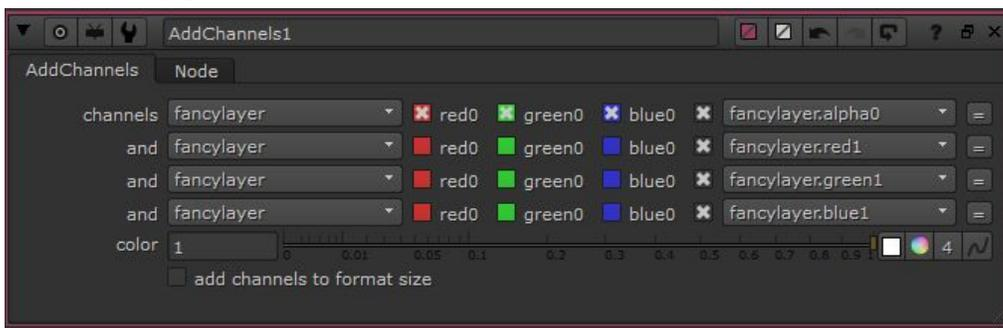 AddChannels1 ?
AddChannels Node
channels fancylayer red0 green0 blue0 fancylayer.alpha0 =
and fancylayer red0 green0 blue0 fancylayer.red1 =
and fancylayer red0 green0 blue0 fancylayer.green1 =
and fancylayer red0 green0 blue0 fancylayer.blue1 =
color 1 0 0.01 0.05 0.1 0.2 0.3 0.4 0.5 0.6 0.7 0.8 0.9 1 4
add channels to format size